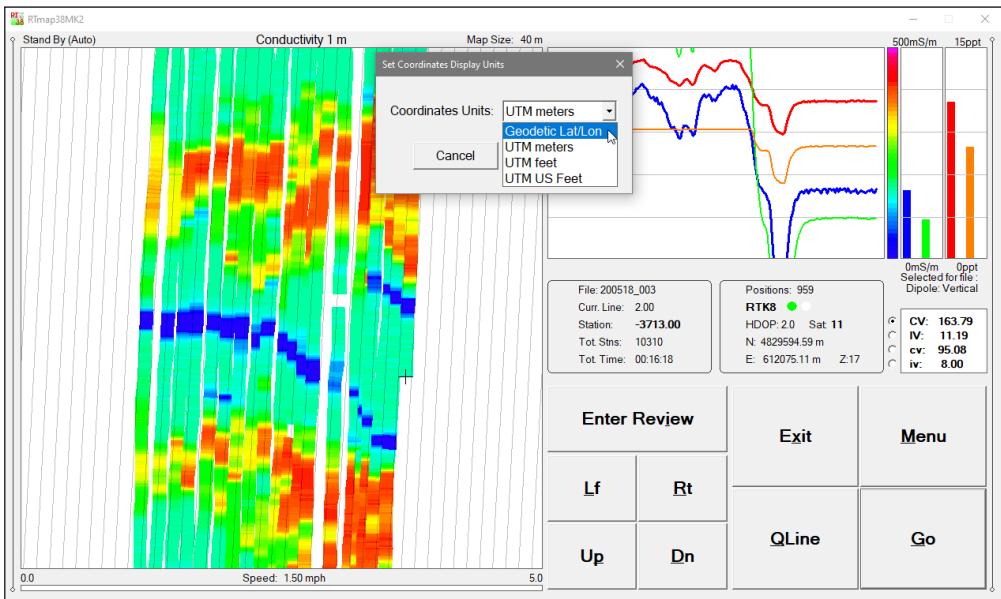 RTmap38MK2
Stand By (Auto)
Conductivity 1 m
Map Size: 40 m
Set Coordinates Display Units
Coordinates Units:
UTM meters
Geodetic Lat/Lon
UTM meters
UTM feet
UTM US Feet
Cancel
500mS/m
15ppt
0mS/m
0ppt
Selected for file :
Dipole: Vertical
File: 200518_003
Curr. Line: 2.00
Station: -3713.00
Tot. Stns: 10310
Tot. Time: 00:16:18
Positions: 959
RTK8
HDOP: 2.0 Sat: 11
N: 4829594.59 m
E: 612075.11 m Z:17
CV: 163.79
IV: 11.19
cv: 95.08
iv: 8.00
Enter Review
Exit
Menu
Lf
Rt
Up
Dn
QLine
Go
0.0
Speed: 1.50 mph
5.0